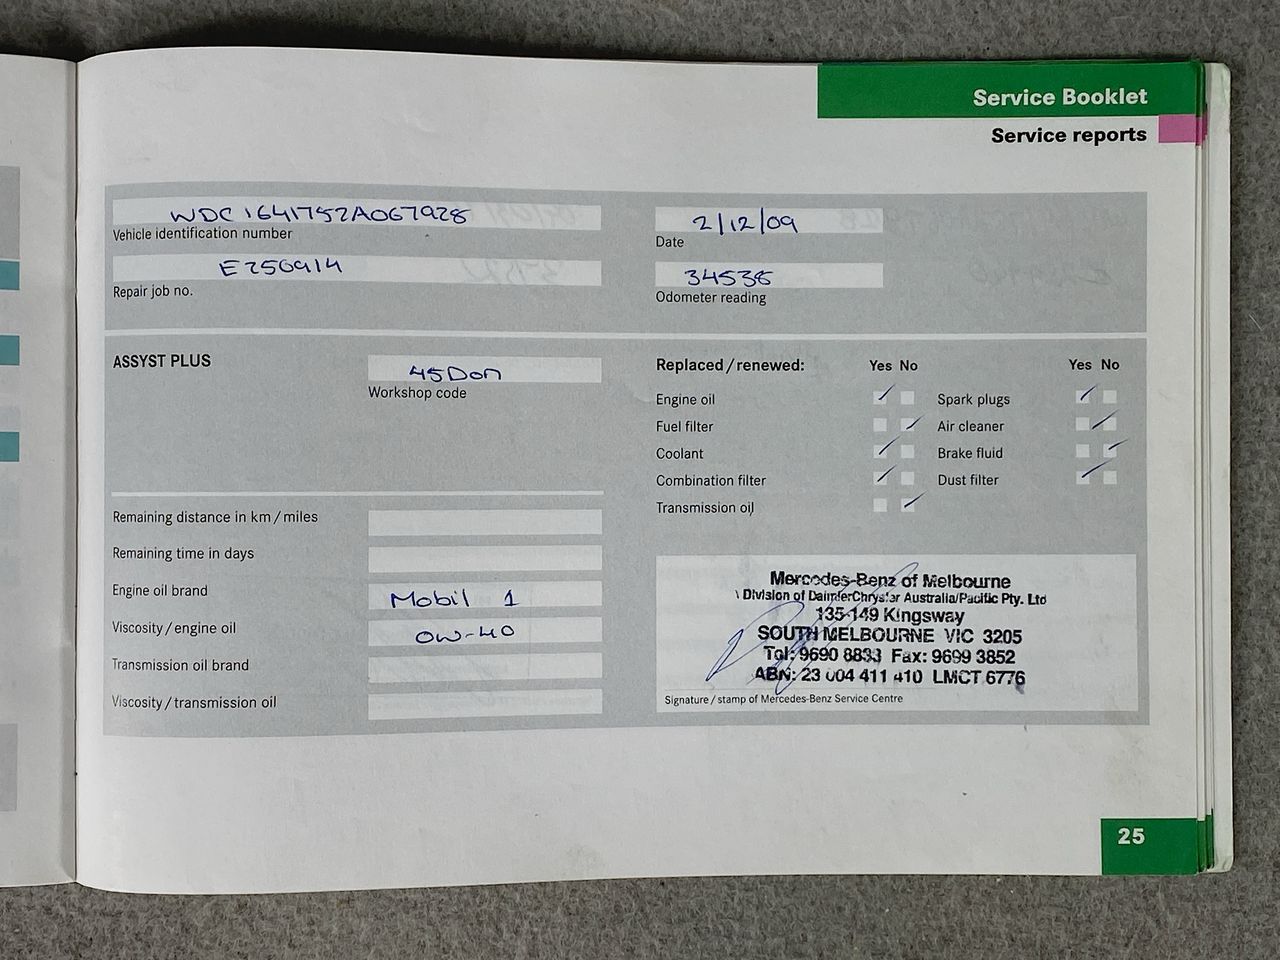 Service Booklet
Service reports
WDC1641752A067928
Vehicle identification number
2/12/09
Date
E250914
Repair job no.
34538
Odometer reading
ASSYST PLUS
45Don
Workshop code
Replaced/renewed:
Yes No
Yes No
Engine oil
Spark plugs
Fuel filter
Air cleaner
Coolant
Brake fluid
Combination filter
Dust filter
Transmission oil
Remaining distance in km/miles
Remaining time in days
Engine oil brand
Mobil 1
Viscosity/engine oil
0W-40
Transmission oil brand
Viscosity/transmission oil
Mercedes-Benz of Melbourne
Division of DaimlerChrysler Australia/Pacific Pty. Ltd
135-149 Kingsway
SOUTH MELBOURNE VIC 3205
Tel: 9690 8833 Fax: 9699 3852
ABN: 23 004 411 410 LMCT 6776
Signature/stamp of Mercedes-Benz Service Centre
25